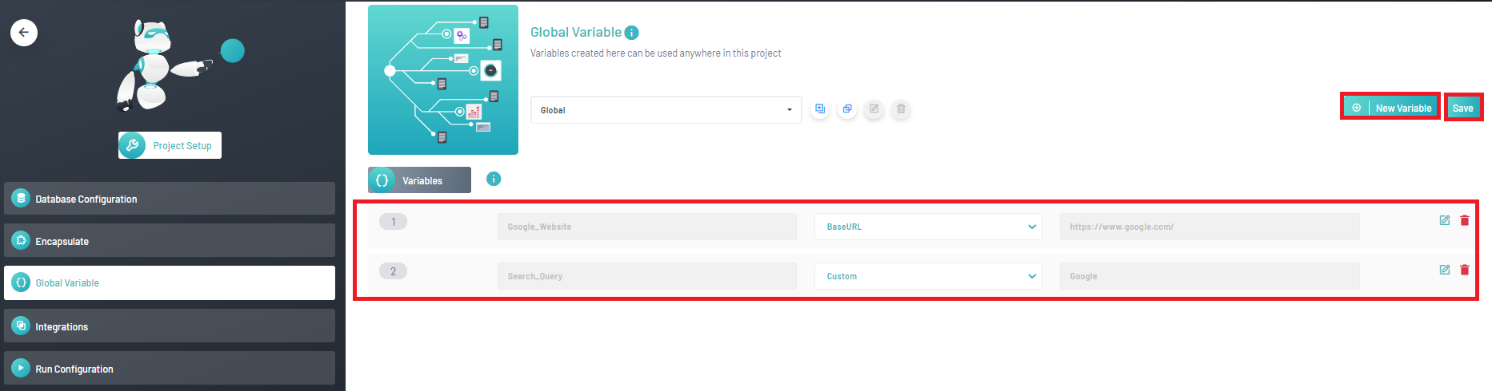 Project Setup
Database Configuration
Encapsulate
Global Variable
Integrations
Run Configuration
Global Variable
Variables created here can be used anywhere in this project
Global
New Variable
Save
Variables
1 Google_Website BaseURL https://www.google.com/
2 Search_Query Custom Google